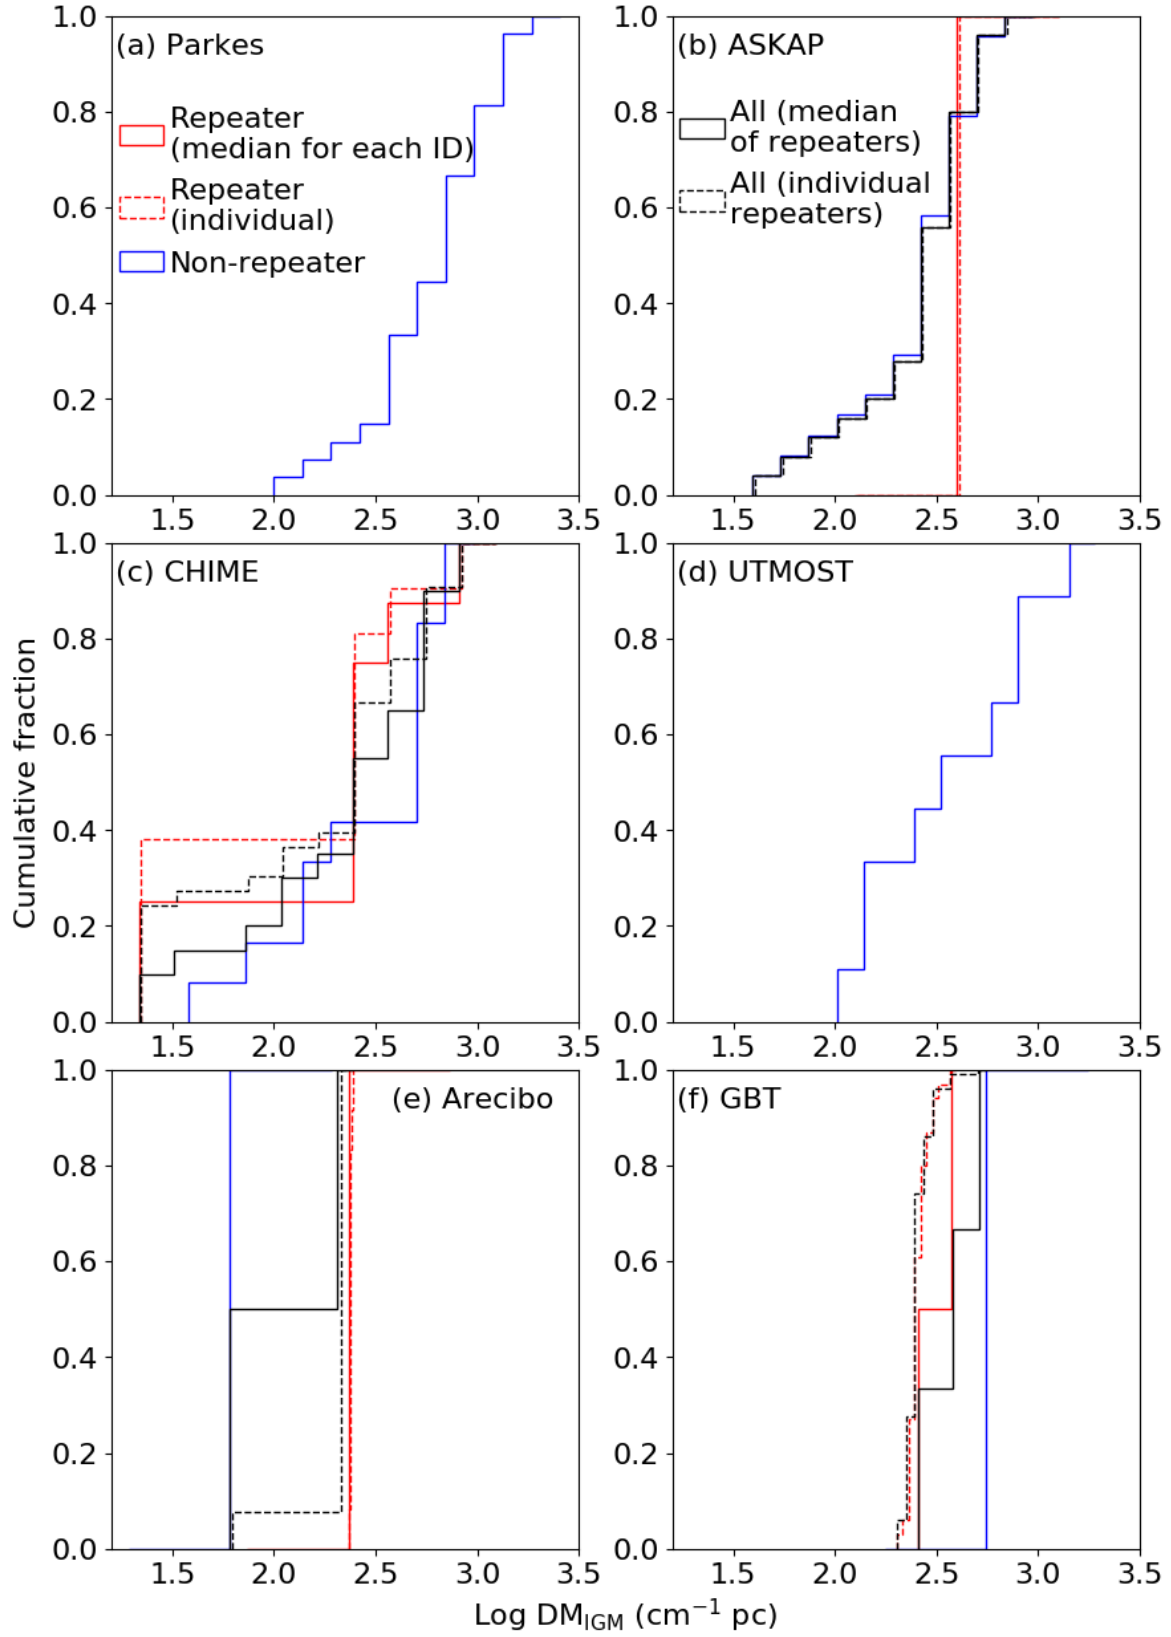 (a) Parkes
Repeater
(median for each ID)
Repeater
(individual)
Non-repeater
1.0
0.8
0.6
0.4
0.2
0.0
1.5 2.0 2.5 3.0 3.5
(b) ASKAP
All (median
of repeaters)
All (individual
repeaters)
1.0
0.8
0.6
0.4
0.2
0.0
1.5 2.0 2.5 3.0 3.5
Cumulative fraction
(c) CHIME
1.0
0.8
0.6
0.4
0.2
0.0
1.5 2.0 2.5 3.0 3.5
(d) UTMOST
1.0
0.8
0.6
0.4
0.2
0.0
1.5 2.0 2.5 3.0 3.5
(e) Arecibo
1.0
0.8
0.6
0.4
0.2
0.0
1.5 2.0 2.5 3.0 3.5
(f) GBT
1.0
0.8
0.6
0.4
0.2
0.0
1.5 2.0 2.5 3.0 3.5
Log DM_IGM (cm⁻¹ pc)